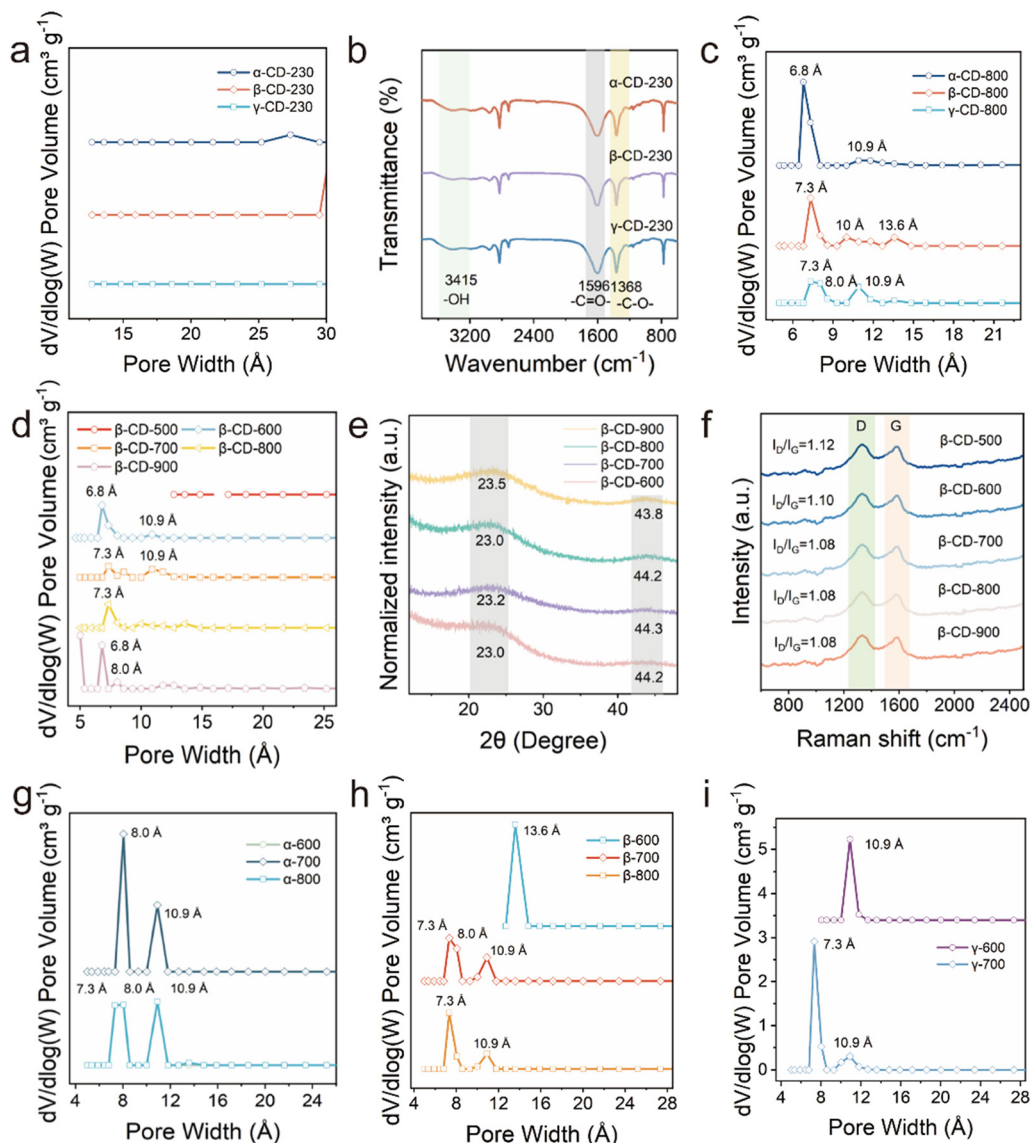 a
dV/dlog(W) Pore Volume (cm³ g⁻¹)
α-CD-230
β-CD-230
γ-CD-230
15 20 25 30
Pore Width (Å)
b
Transmittance (%)
α-CD-230
β-CD-230
γ-CD-230
3415
-OH
1596
-C=O-
1368
-C-O-
3200 2400 1600 800
Wavenumber (cm⁻¹)
c
dV/dlog(W) Pore Volume (cm³ g⁻¹)
α-CD-800
β-CD-800
γ-CD-800
6.8 Å
10.9 Å
7.3 Å
10 Å
13.6 Å
7.3 Å
8.0 Å
10.9 Å
6 9 12 15 18 21
Pore Width (Å)
d
dV/dlog(W) Pore Volume (cm³ g⁻¹)
β-CD-500 β-CD-600
β-CD-700 β-CD-800
β-CD-900
6.8 Å
10.9 Å
7.3 Å
10.9 Å
7.3 Å
6.8 Å
8.0 Å
5 10 15 20 25
Pore Width (Å)
e
Normalized intensity (a.u.)
β-CD-900
β-CD-800
β-CD-700
β-CD-600
23.5
43.8
23.0
44.2
23.2
44.3
23.0
44.2
20 30 40
2θ (Degree)
f
Intensity (a.u.)
D G
I_D/I_G=1.12 β-CD-500
I_D/I_G=1.10 β-CD-600
I_D/I_G=1.08 β-CD-700
I_D/I_G=1.08 β-CD-800
I_D/I_G=1.08 β-CD-900
800 1200 1600 2000 2400
Raman shift (cm⁻¹)
g
dV/dlog(W) Pore Volume (cm³ g⁻¹)
α-600
α-700
α-800
8.0 Å
10.9 Å
7.3 Å 8.0 Å 10.9 Å
4 8 12 16 20 24
Pore Width (Å)
h
dV/dlog(W) Pore Volume (cm³ g⁻¹)
β-600
β-700
β-800
13.6 Å
7.3 Å
8.0 Å
10.9 Å
7.3 Å
10.9 Å
4 8 12 16 20 24 28
Pore Width (Å)
i
dV/dlog(W) Pore Volume (cm³ g⁻¹)
5
4
3
2
1
0
10.9 Å
γ-600
γ-700
7.3 Å
10.9 Å
4 8 12 16 20 24 28
Pore Width (Å)